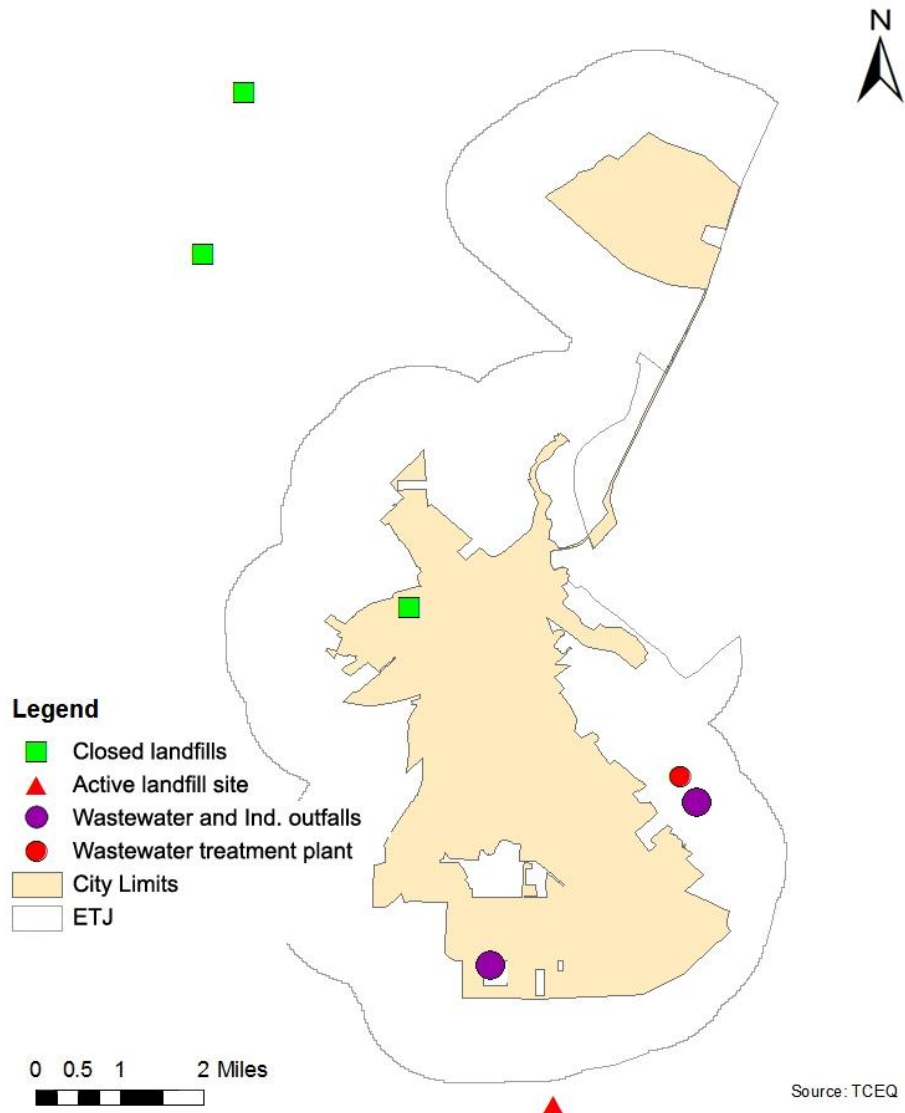 N
Legend
Closed landfills
Active landfill site
Wastewater and Ind. outfalls
Wastewater treatment plant
City Limits
ETJ
0 0.5 1 2 Miles
Source: TCEQ